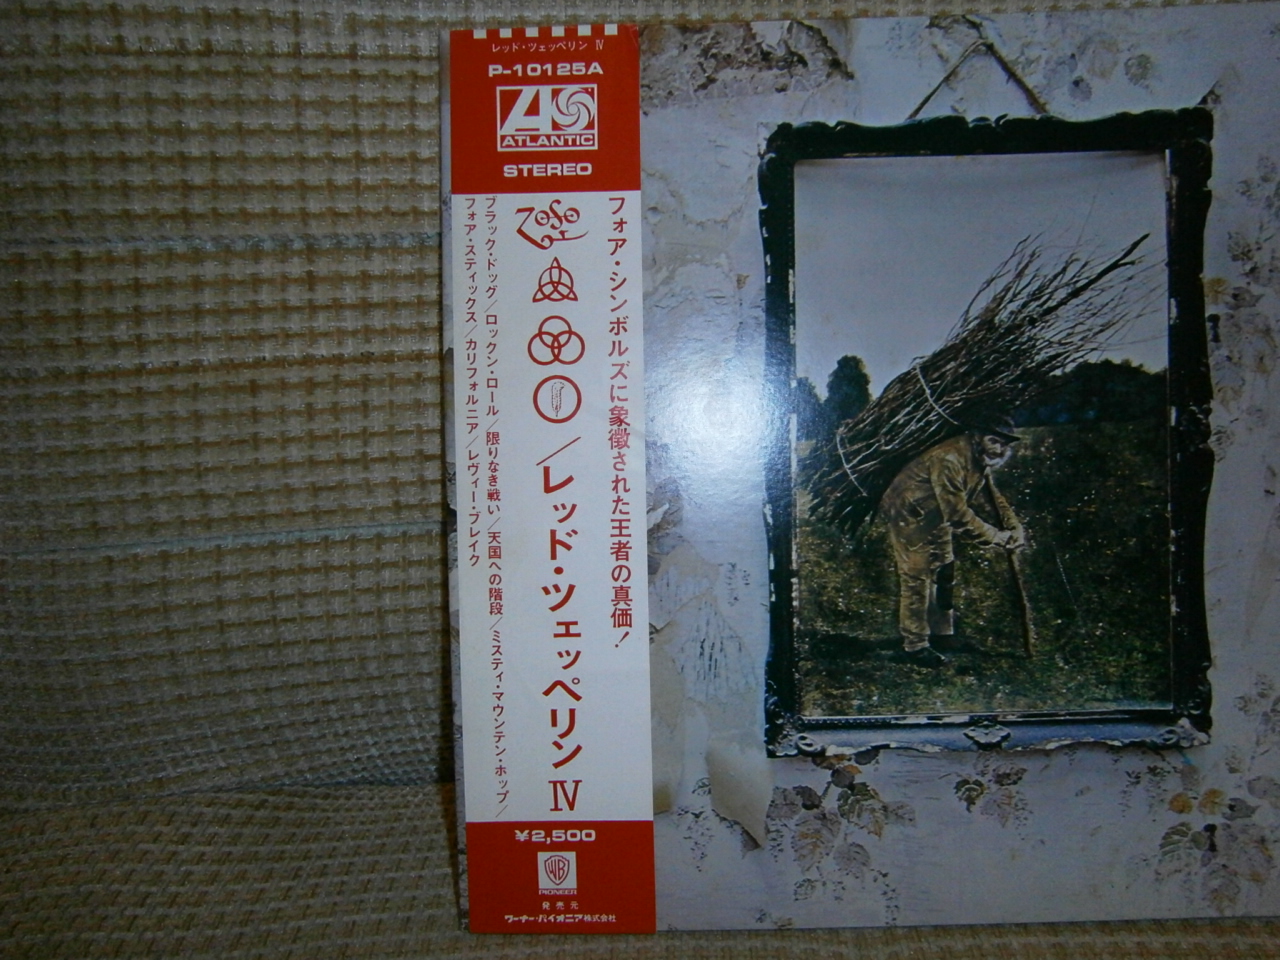 レッド・ツェッペリン Ⅳ
P-10125A
ATLANTIC
STEREO
フォア・シンボルズに象徴された王者の真価!
ZoSo
/レッド・ツェッペリン Ⅳ
ブラック・ドッグ/ロックン・ロール/限りなき戦い/天国への階段/ミスティ・マウンテン・ホップ/
フォア・スティックス/カリフォルニア/レヴィー・ブレイク
¥2,500
WB
PIONEER
発売元
ワーナー・パイオニア株式会社